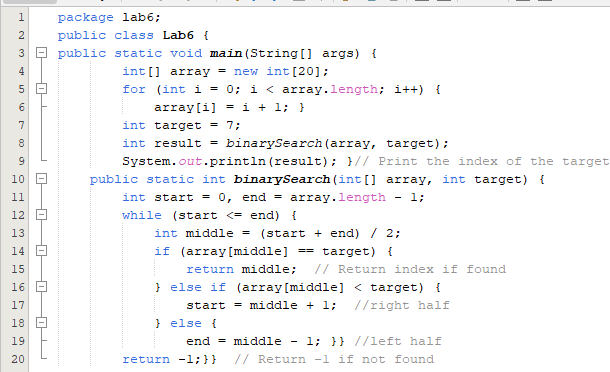 1 package lab6;
2 public class Lab6 {
3 public static void main(String[] args) {
4 int[] array = new int[20];
5 for (int i = 0; i < array.length; i++) {
6 array[i] = i + 1; }
7 int target = 7;
8 int result = binarySearch(array, target);
9 System.out.println(result); }// Print the index of the target
10 public static int binarySearch(int[] array, int target) {
11 int start = 0, end = array.length - 1;
12 while (start <= end) {
13 int middle = (start + end) / 2;
14 if (array[middle] == target) {
15 return middle;  // Return index if found
16 } else if (array[middle] < target) {
17 start = middle + 1;  //right half
18 } else {
19 end = middle - 1; }} //left half
20 return -1;}}  // Return -1 if not found